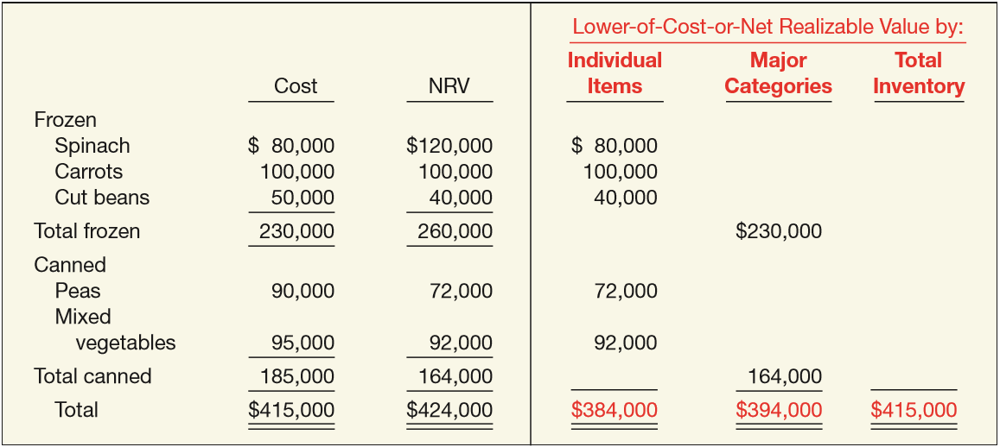 Lower-of-Cost-or-Net Realizable Value by:
Individual Major Total
Cost NRV Items Categories Inventory
Frozen
Spinach $ 80,000 $120,000 $ 80,000
Carrots 100,000 100,000 100,000
Cut beans 50,000 40,000 40,000
Total frozen 230,000 260,000 $230,000
Canned
Peas 90,000 72,000 72,000
Mixed
vegetables 95,000 92,000 92,000
Total canned 185,000 164,000 164,000
Total $415,000 $424,000 $384,000 $394,000 $415,000